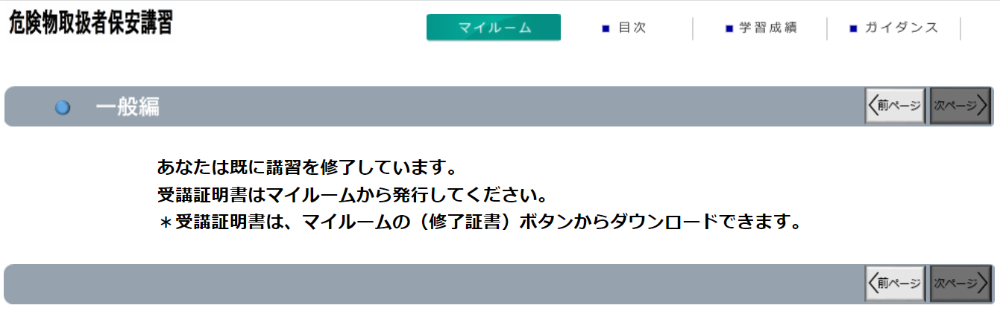 危険物取扱者保安講習
マイルーム
■ 目次
■ 学習成績
■ ガイダンス
一般編
〈前ページ
次ページ〉
あなたは既に講習を修了しています。
受講証明書はマイルームから発行してください。
＊受講証明書は、マイルームの（修了証書）ボタンからダウンロードできます。
〈前ページ
次ページ〉